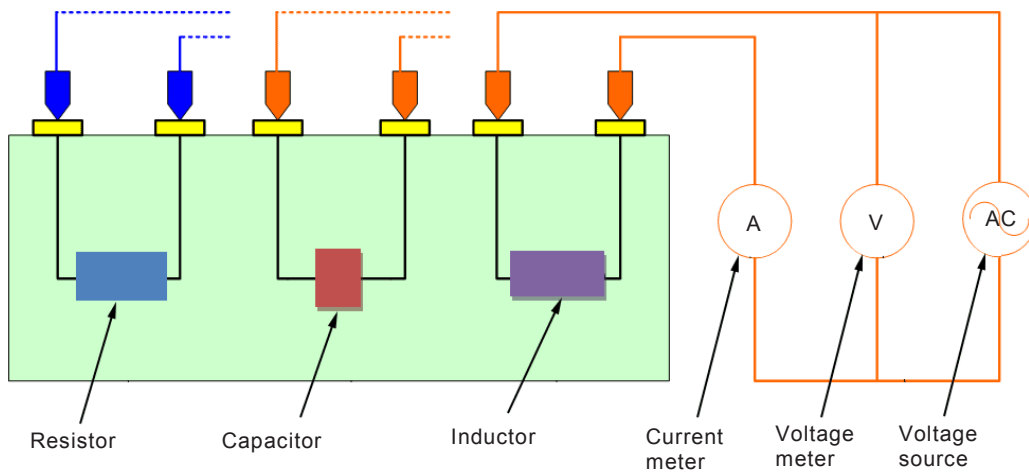 A
V
AC
Resistor
Capacitor
Inductor
Current
meter
Voltage
meter
Voltage
source